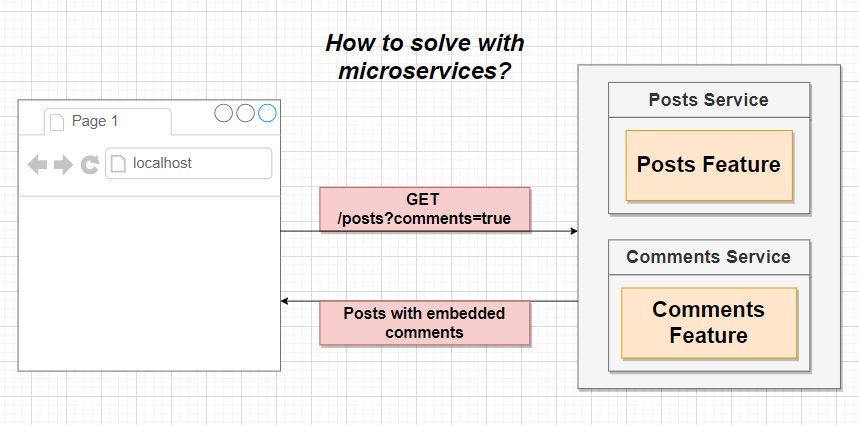 How to solve with
microservices?
Page 1
localhost
GET
/posts?comments=true
Posts with embedded
comments
Posts Service
Posts Feature
Comments Service
Comments
Feature